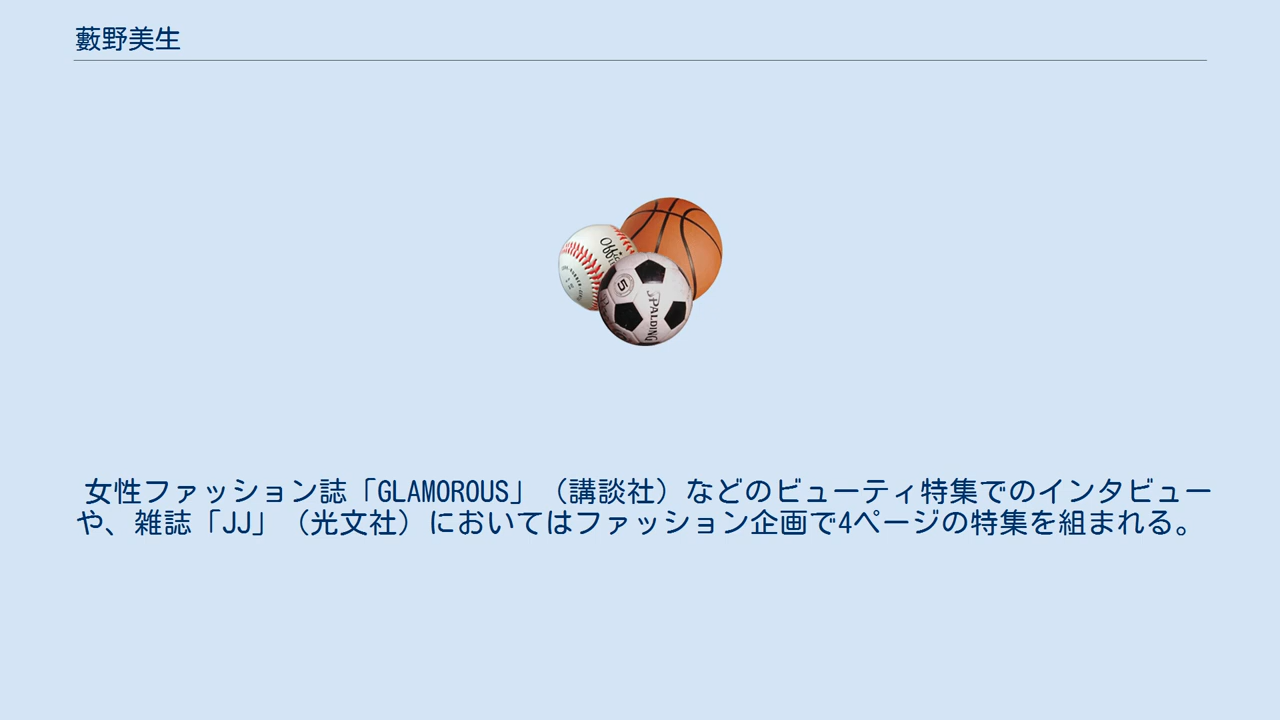 藪野美生
Offi
5
SPALDING
女性ファッション誌「GLAMOROUS」（講談社）などのビューティ特集でのインタビュー
や、雑誌「JJ」（光文社）においてはファッション企画で4ページの特集を組まれる。